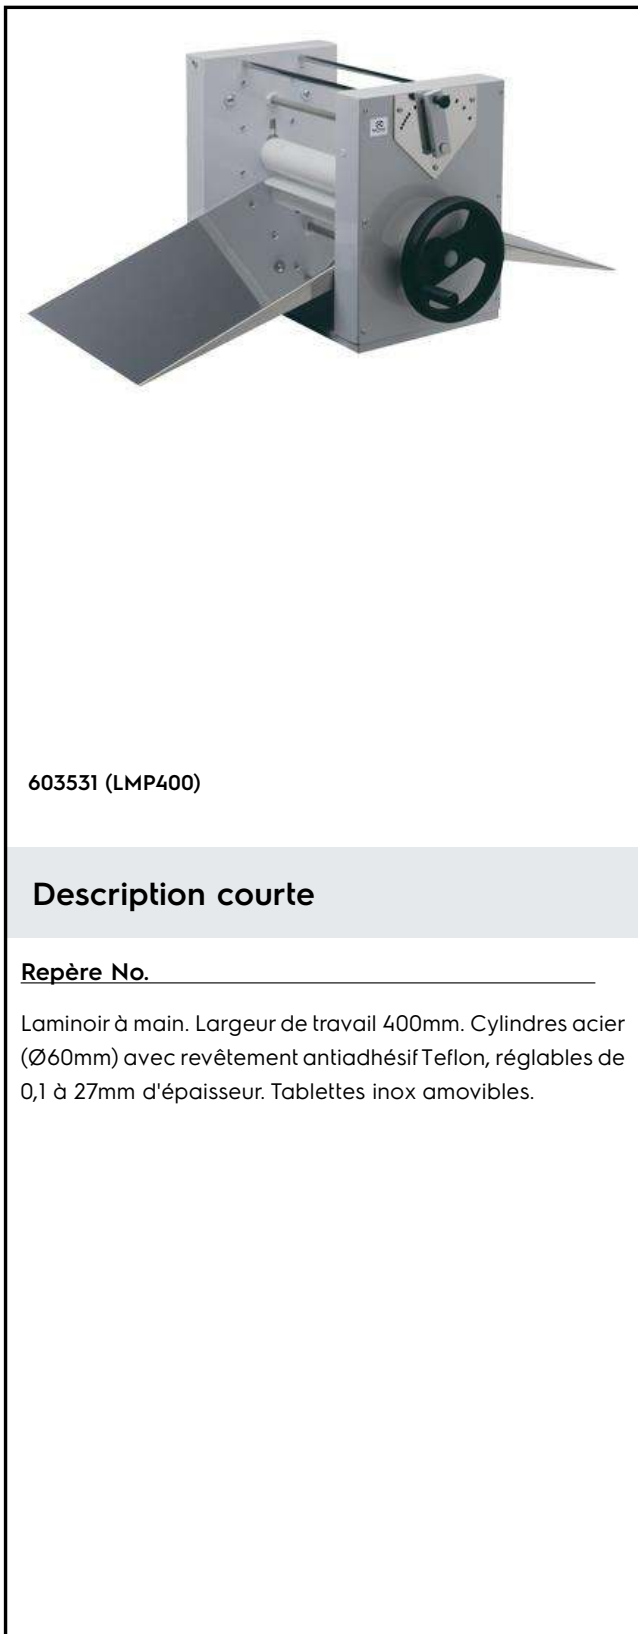 603531 (LMP400)
Description courte
Repère No.
Laminoir à main. Largeur de travail 400mm. Cylindres acier
(Ø60mm) avec revêtement antiadhésif Teflon, réglables de
0,1 à 27mm d'épaisseur. Tablettes inox amovibles.